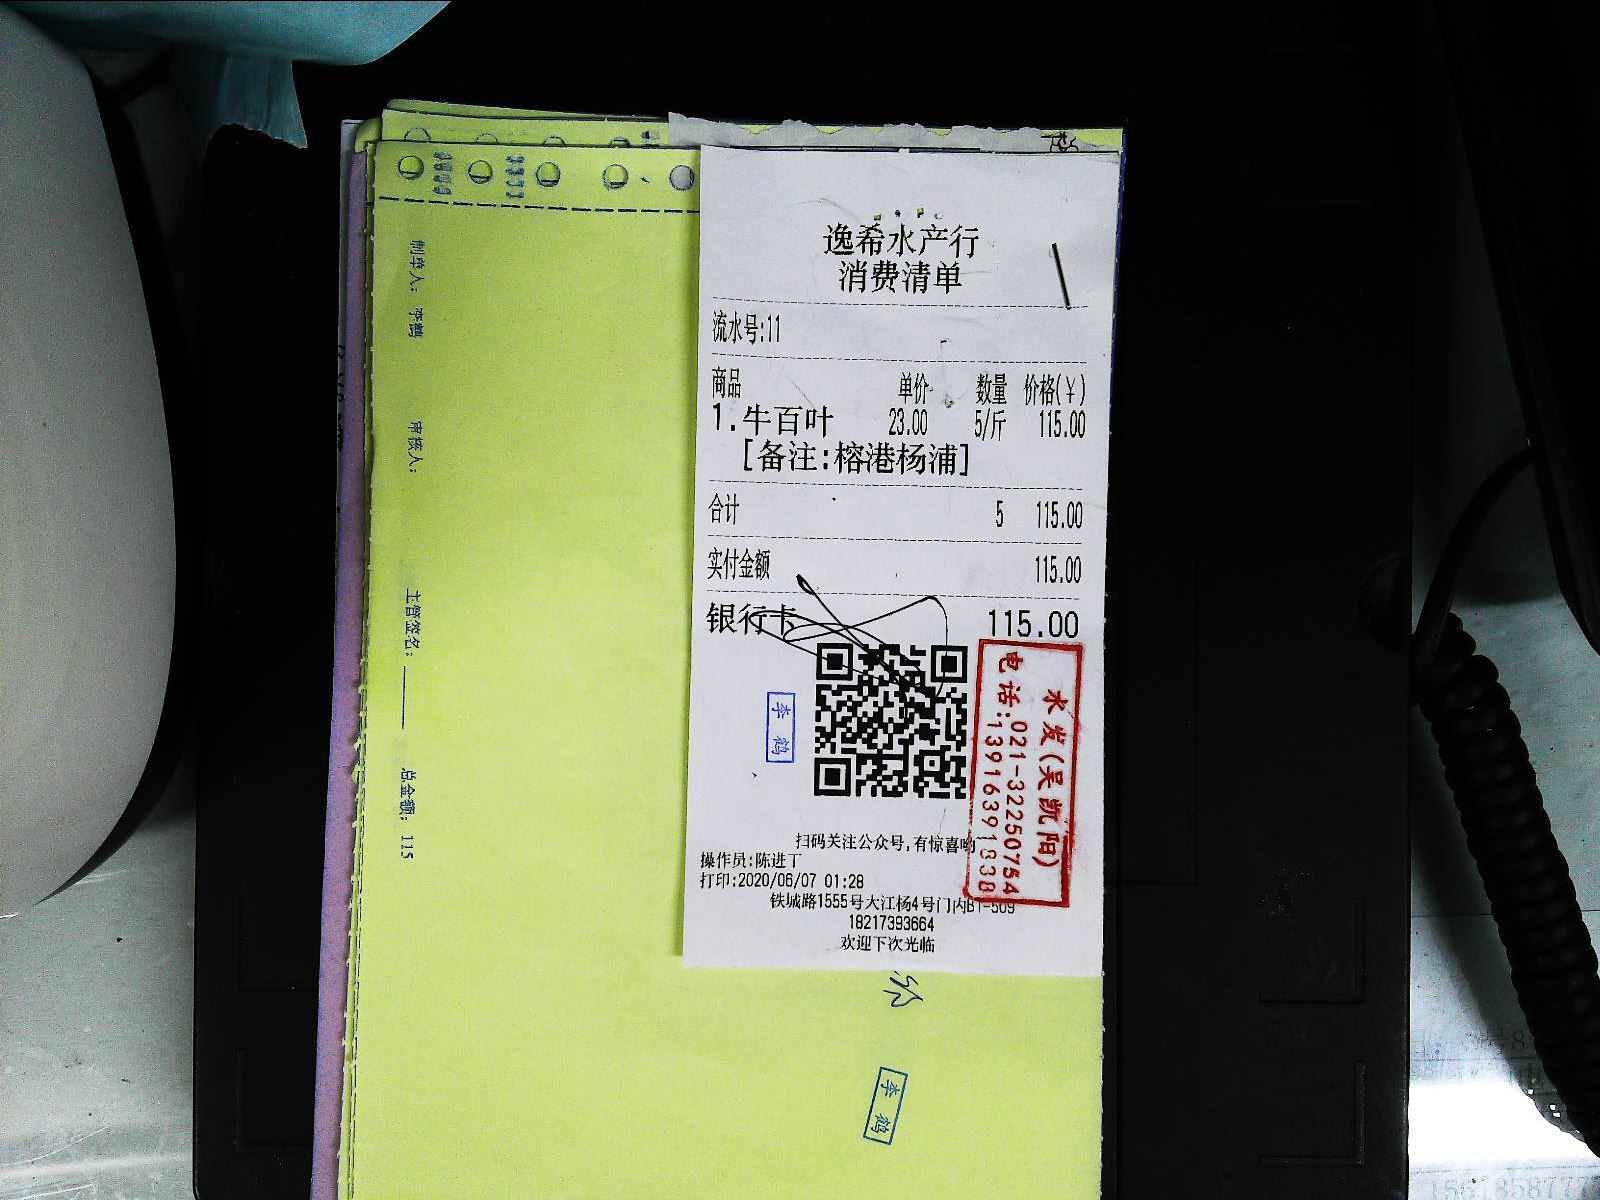 逸希水产行
消费清单
流水号:11
商品 单价 数量 价格(￥)
1.牛百叶 23.00 5/斤 115.00
[备注:榕港杨浦]
合计 5 115.00
实付金额 115.00
银行卡 115.00
李鹤
水发(吴凯阳)
电话:021-32250754
13916391838
扫码关注公众号,有惊喜哟
操作员:陈进丁
打印:2020/06/07 01:28
铁城路1555号大江杨4号门内B1-509
18217393664
欢迎下次光临
制单人: 李鹤 审核人: 主管签名: 总金额: 115
李鹤